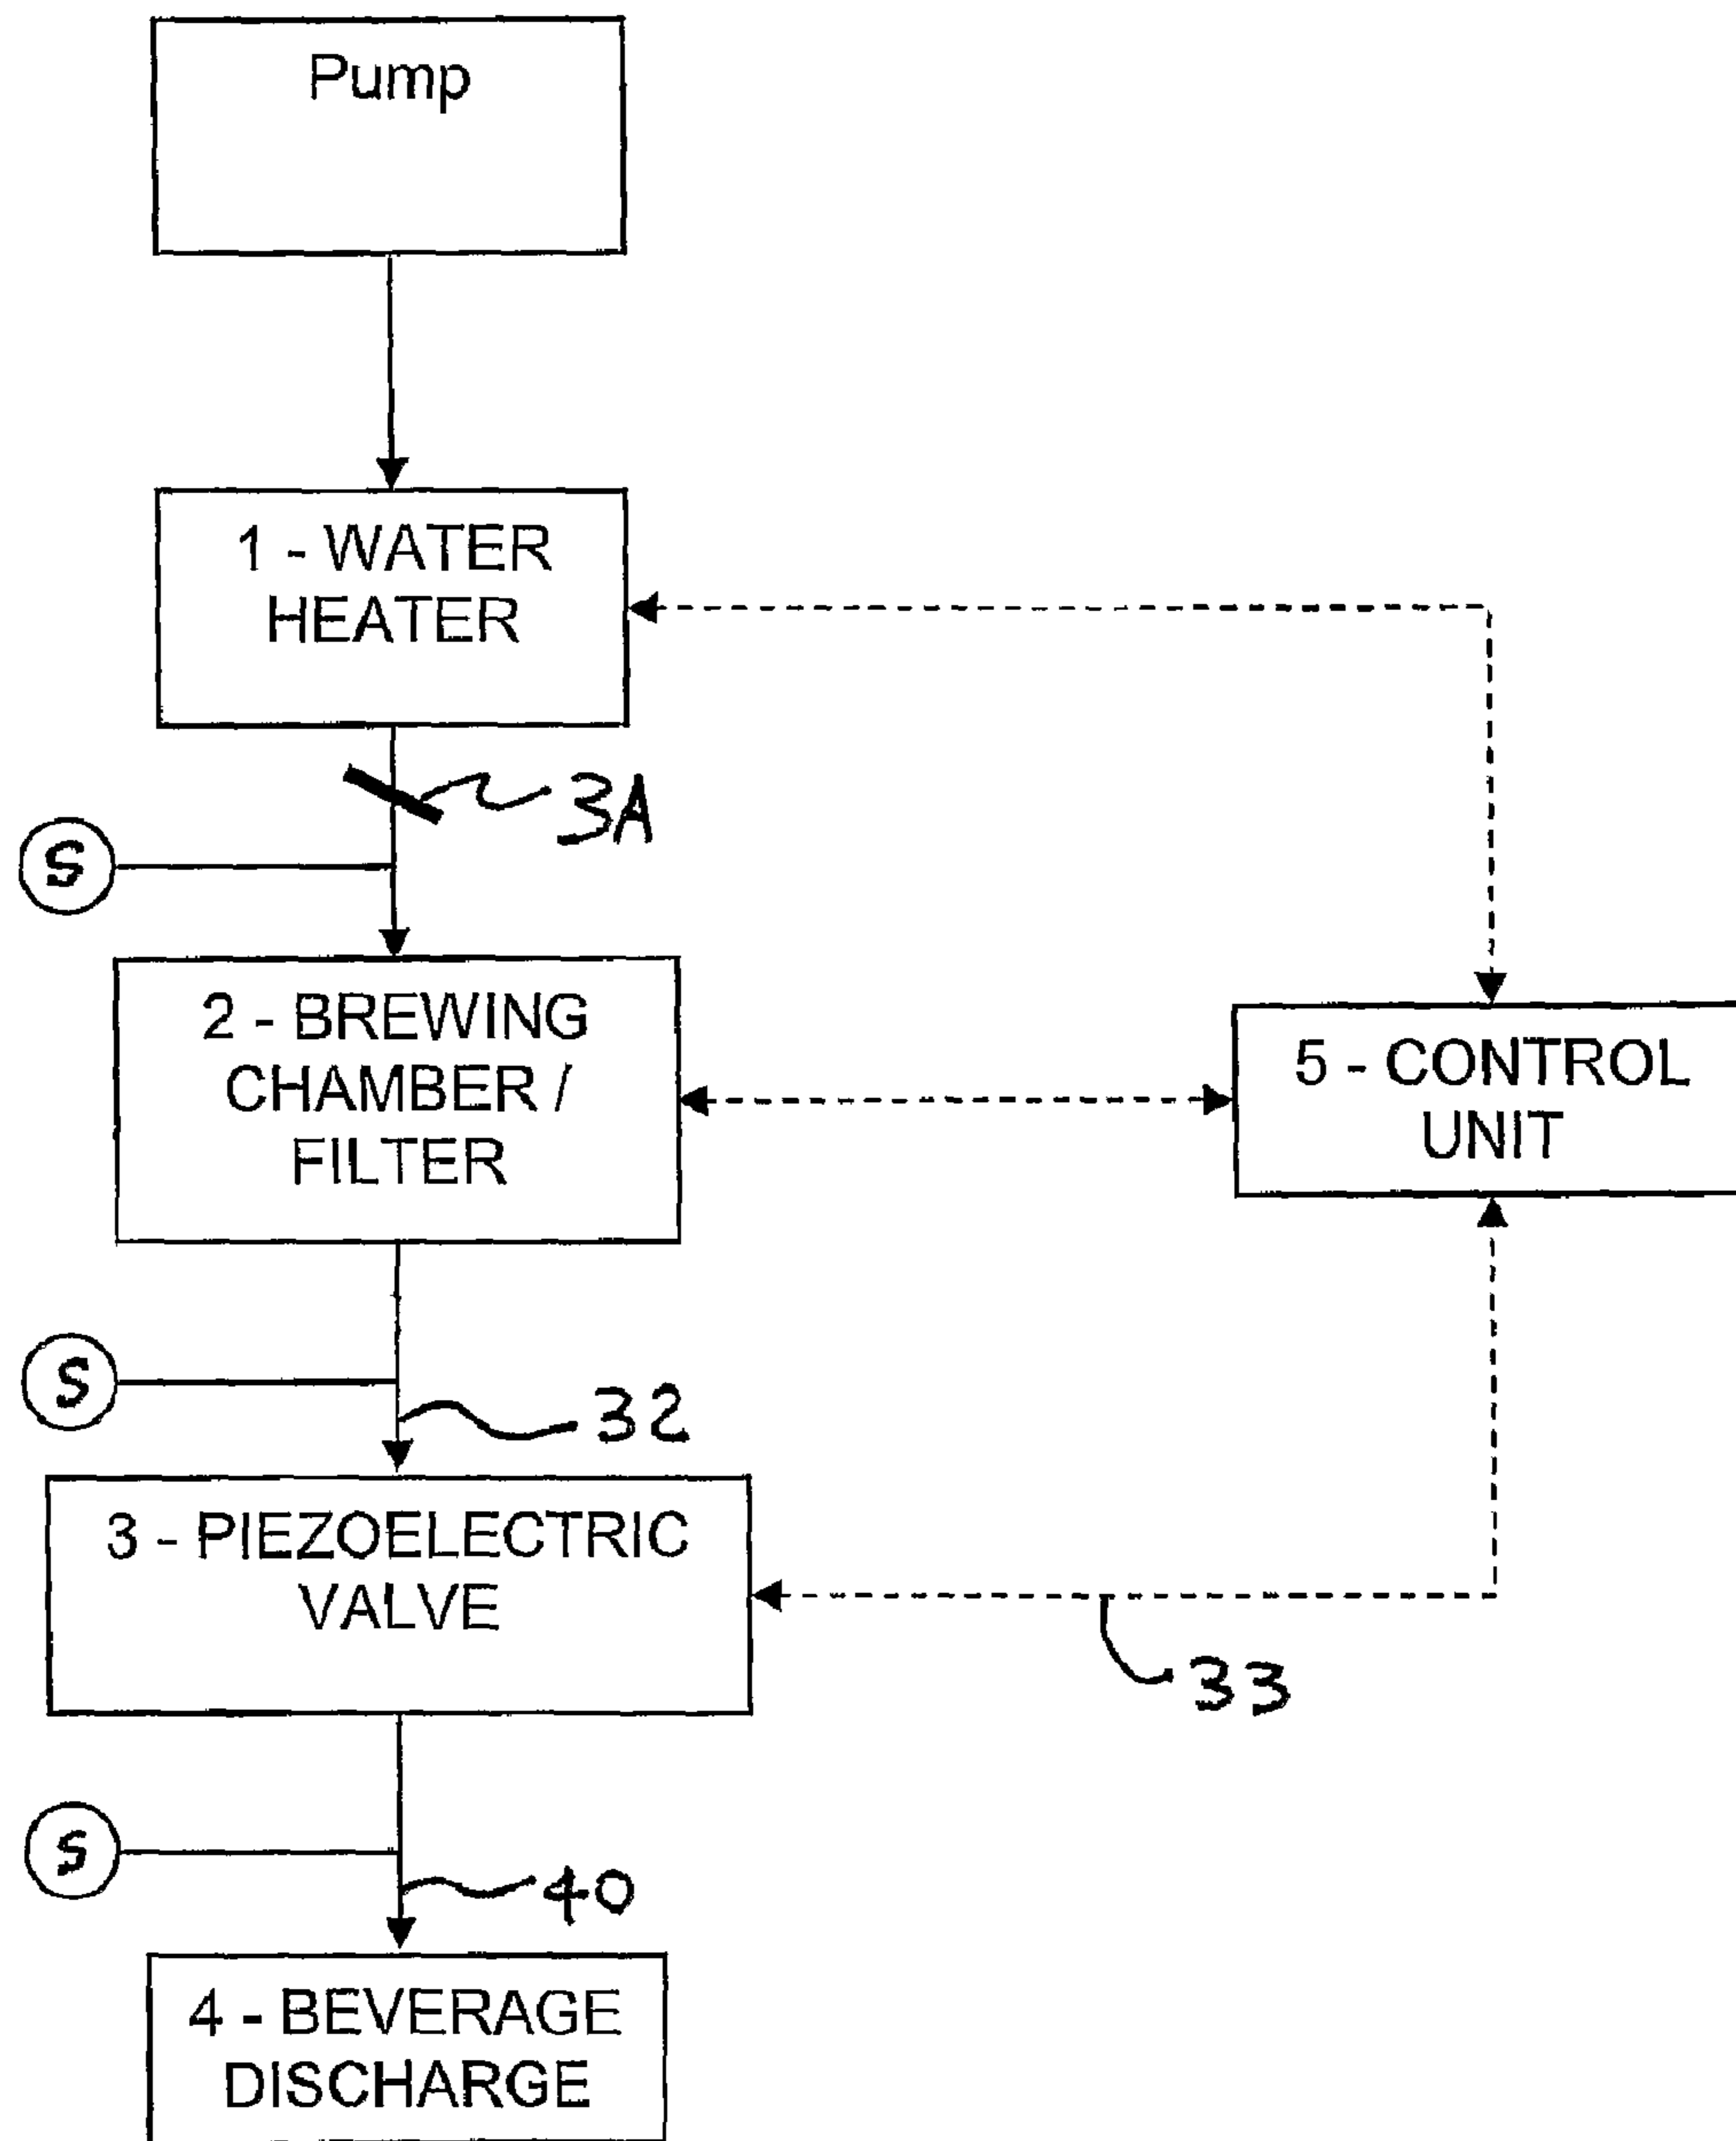 Pump
1 - WATER
HEATER
3A
S
2 - BREWING
CHAMBER /
FILTER
5 - CONTROL
UNIT
S
32
3 - PIEZOELECTRIC
VALVE
33
S
40
4 - BEVERAGE
DISCHARGE